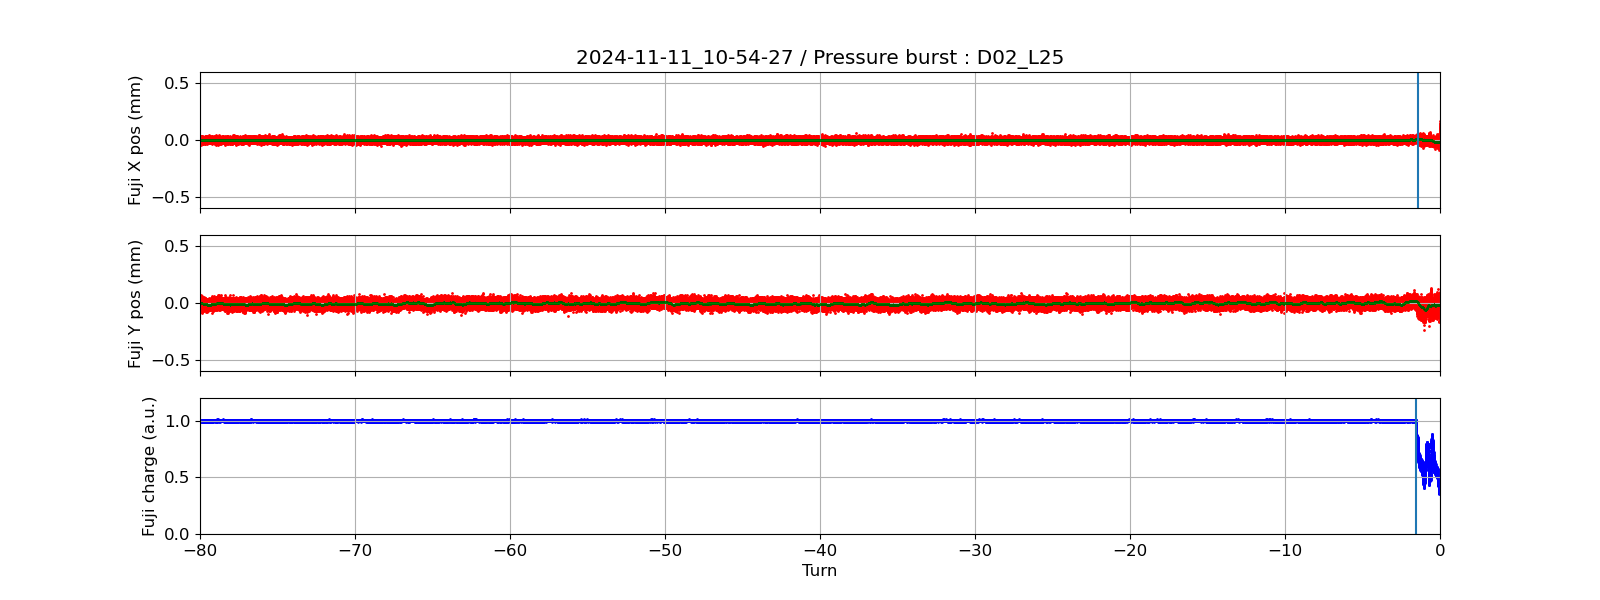 2024-11-11_10-54-27 / Pressure burst : D02_L25
Fuji X pos (mm)
0.5
0.0
−0.5
Fuji Y pos (mm)
0.5
0.0
−0.5
Fuji charge (a.u.)
1.0
0.5
0.0
−80 −70 −60 −50 −40 −30 −20 −10 0
Turn